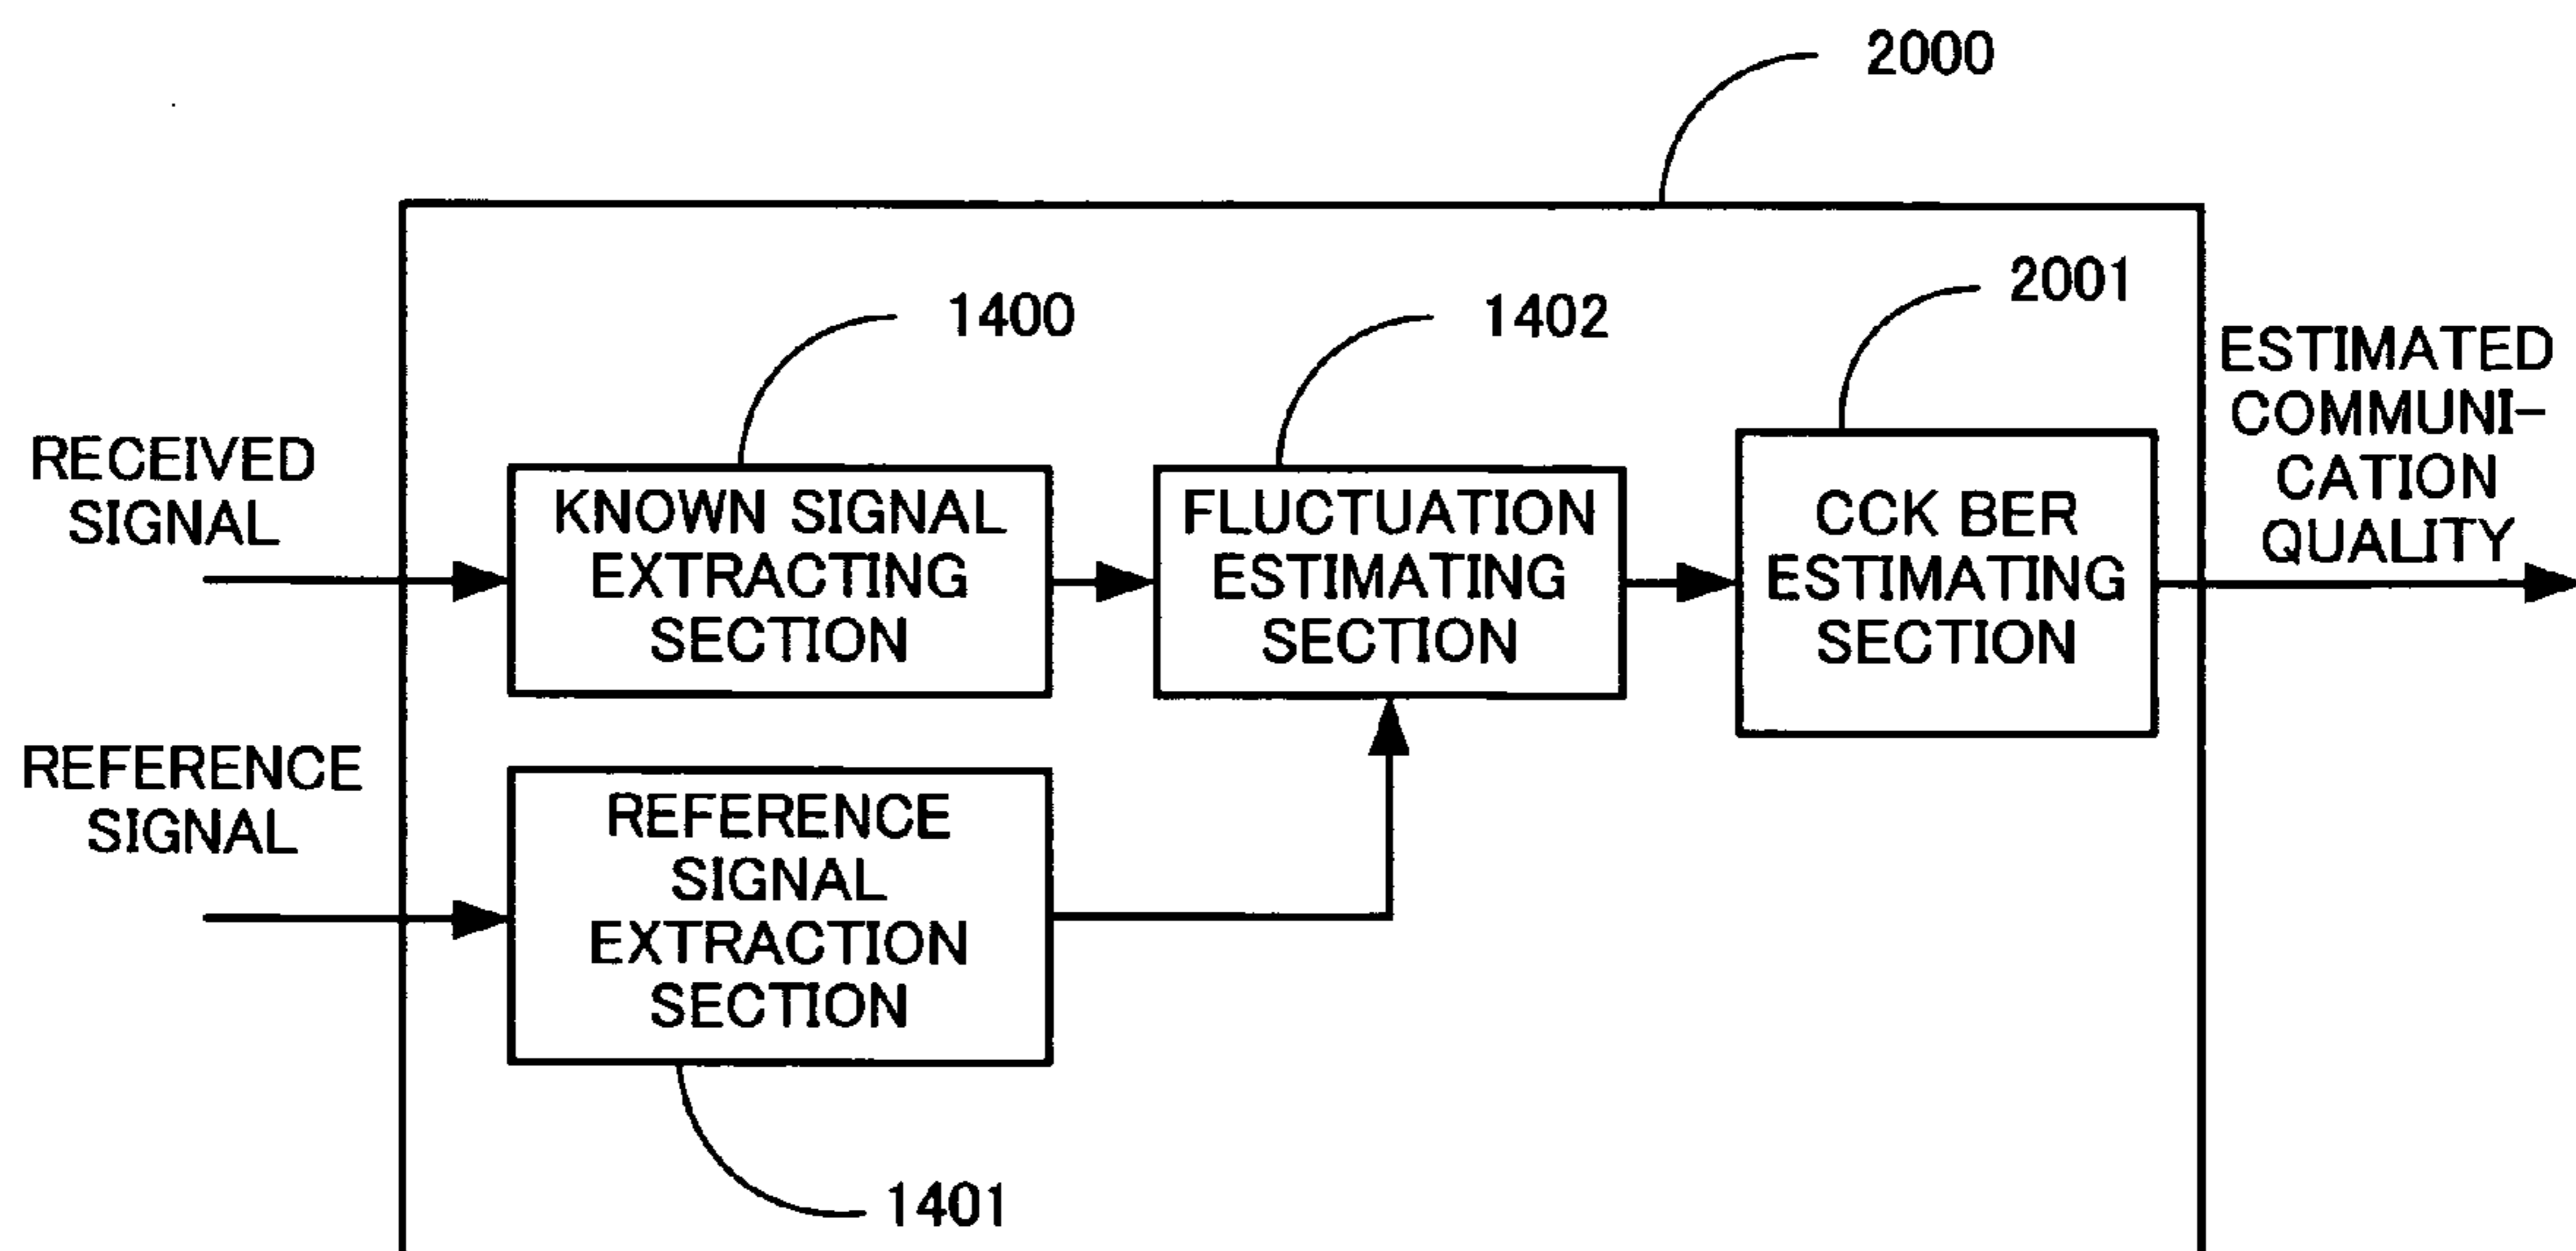 2000
1400
1402
2001
RECEIVED
SIGNAL
KNOWN SIGNAL
EXTRACTING
SECTION
FLUCTUATION
ESTIMATING
SECTION
CCK BER
ESTIMATING
SECTION
ESTIMATED
COMMUNI-
CATION
QUALITY
REFERENCE
SIGNAL
REFERENCE
SIGNAL
EXTRACTION
SECTION
1401